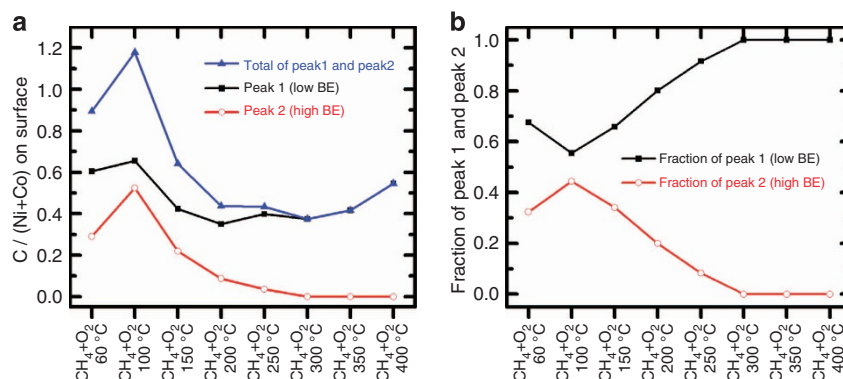 a
C / (Ni+Co) on surface
1.2
1.0
0.8
0.6
0.4
0.2
0.0
Total of peak1 and peak2
Peak 1 (low BE)
Peak 2 (high BE)
CH4+O2 60 °C
CH4+O2 100 °C
CH4+O2 150 °C
CH4+O2 200 °C
CH4+O2 250 °C
CH4+O2 300 °C
CH4+O2 350 °C
CH4+O2 400 °C
b
Fraction of peak 1 and peak 2
1.0
0.8
0.6
0.4
0.2
0.0
Fraction of peak 1 (low BE)
Fraction of peak 2 (high BE)
CH4+O2 60 °C
CH4+O2 100 °C
CH4+O2 150 °C
CH4+O2 200 °C
CH4+O2 250 °C
CH4+O2 300 °C
CH4+O2 350 °C
CH4+O2 400 °C